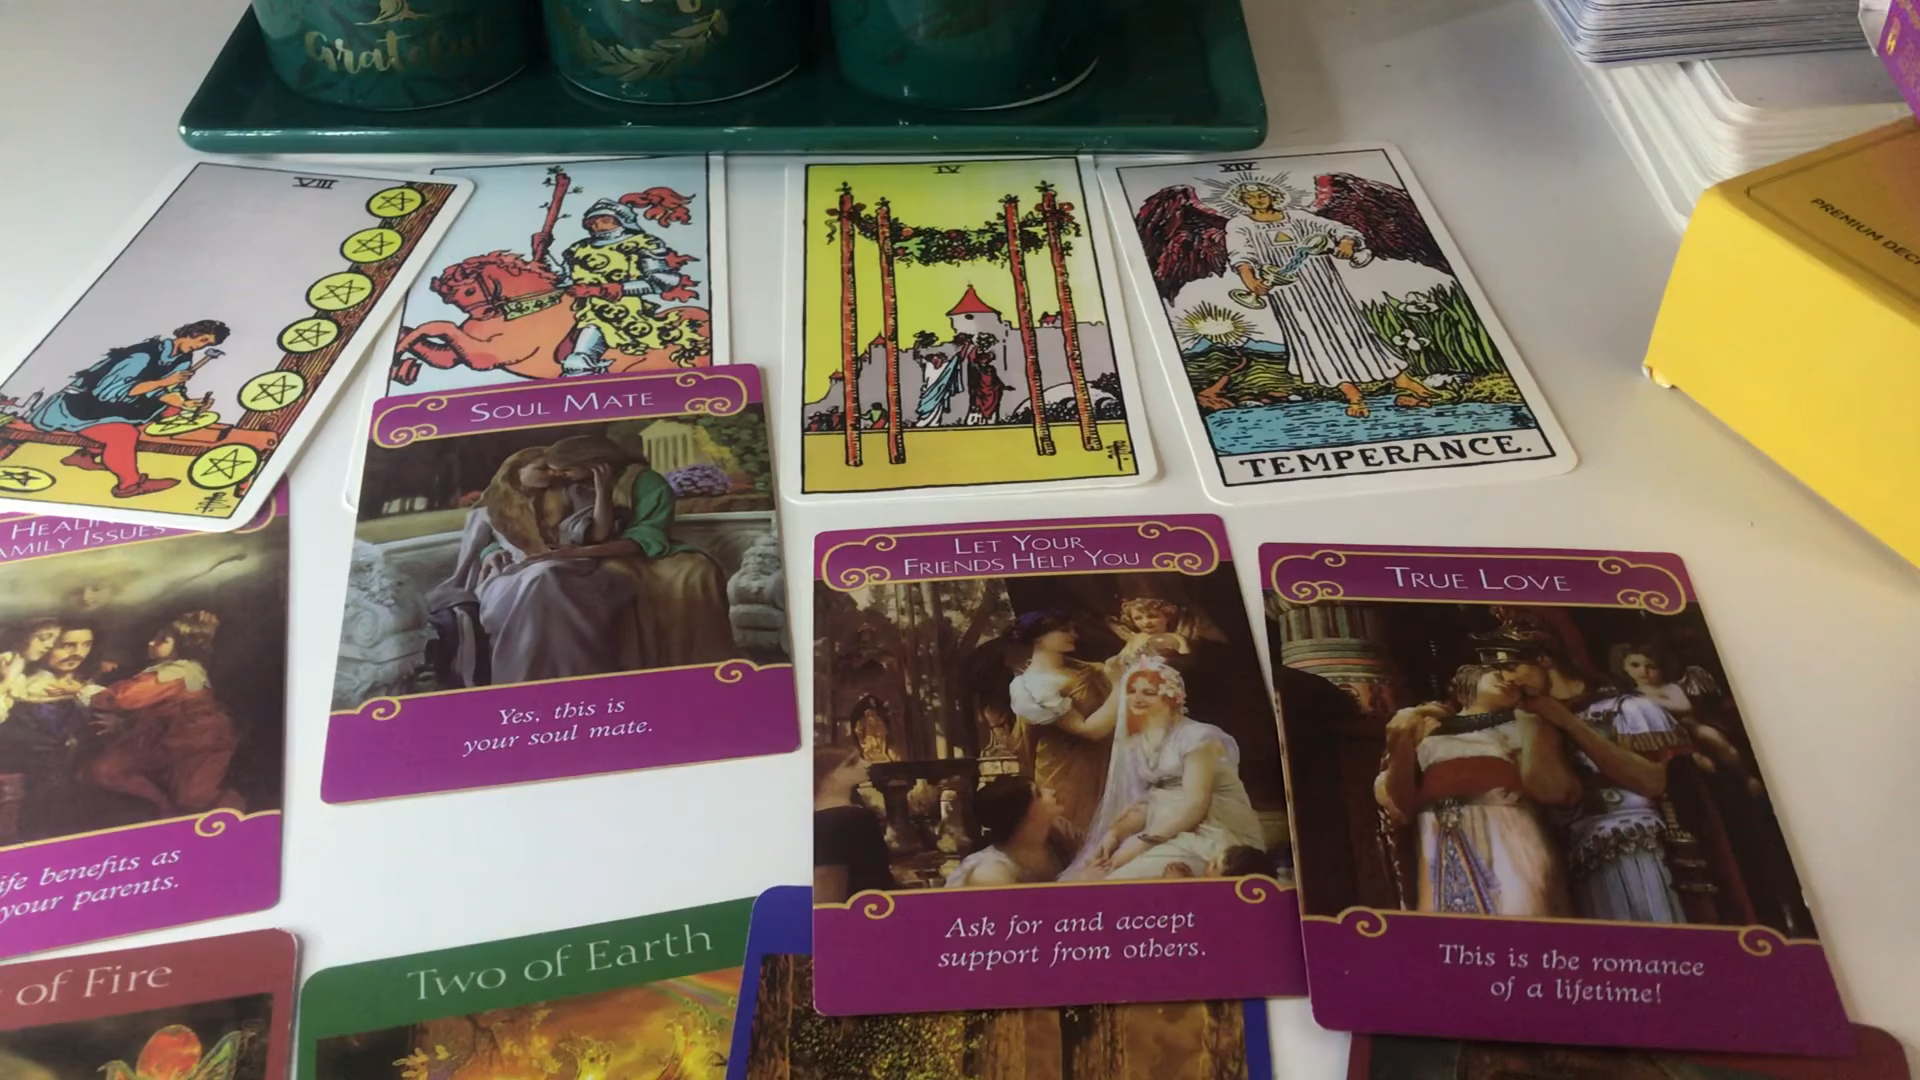 Grateful
VIII
IV
XIV
PREMIUM
TEMPERANCE.
SOUL MATE
Yes, this is
your soul mate.
FAMILY ISSUES
benefits as
your parents.
LET YOUR
FRIENDS HELP YOU
Ask for and accept
support from others.
TRUE LOVE
This is the romance
of a lifetime!
of Fire
Two of Earth